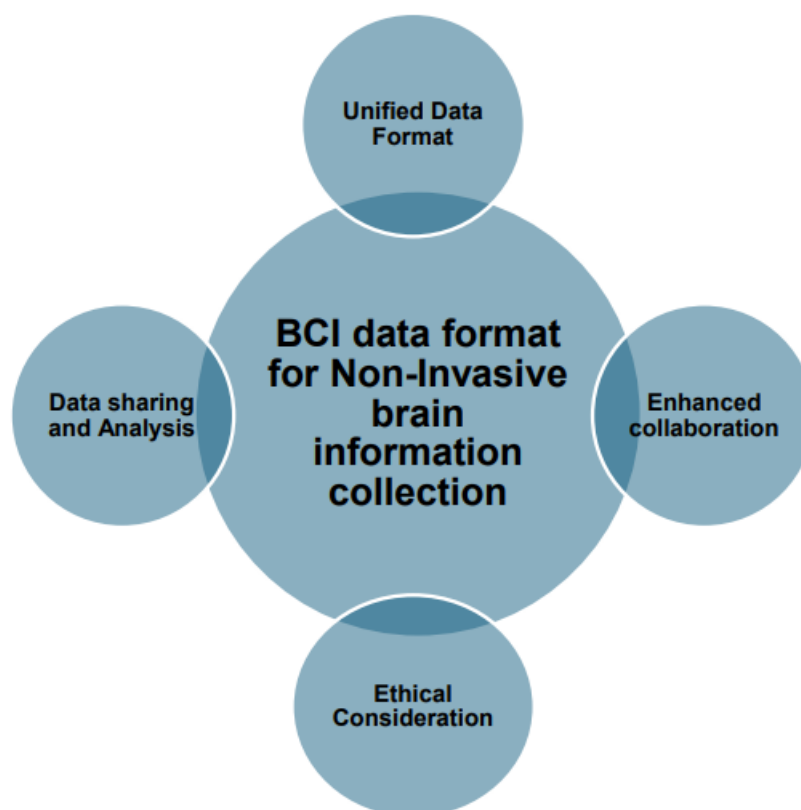 Unified Data
Format
BCI data format
for Non-Invasive
brain
information
collection
Data sharing
and Analysis
Enhanced
collaboration
Ethical
Consideration